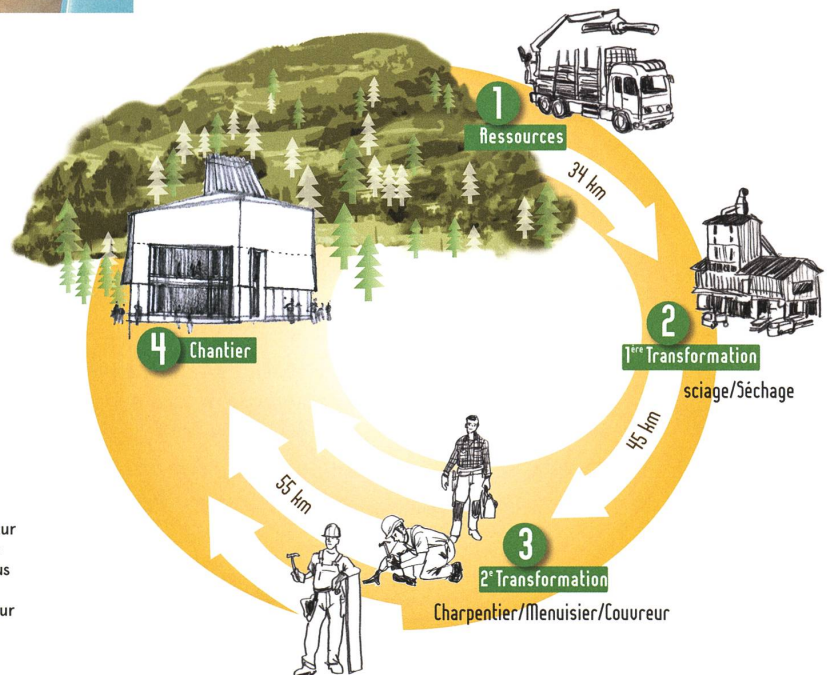 1
Ressources
34 km
2
1ère Transformation
sciage/Séchage
45 km
3
2e Transformation
Charpentier/Menuisier/Couvreur
55 km
4 Chantier